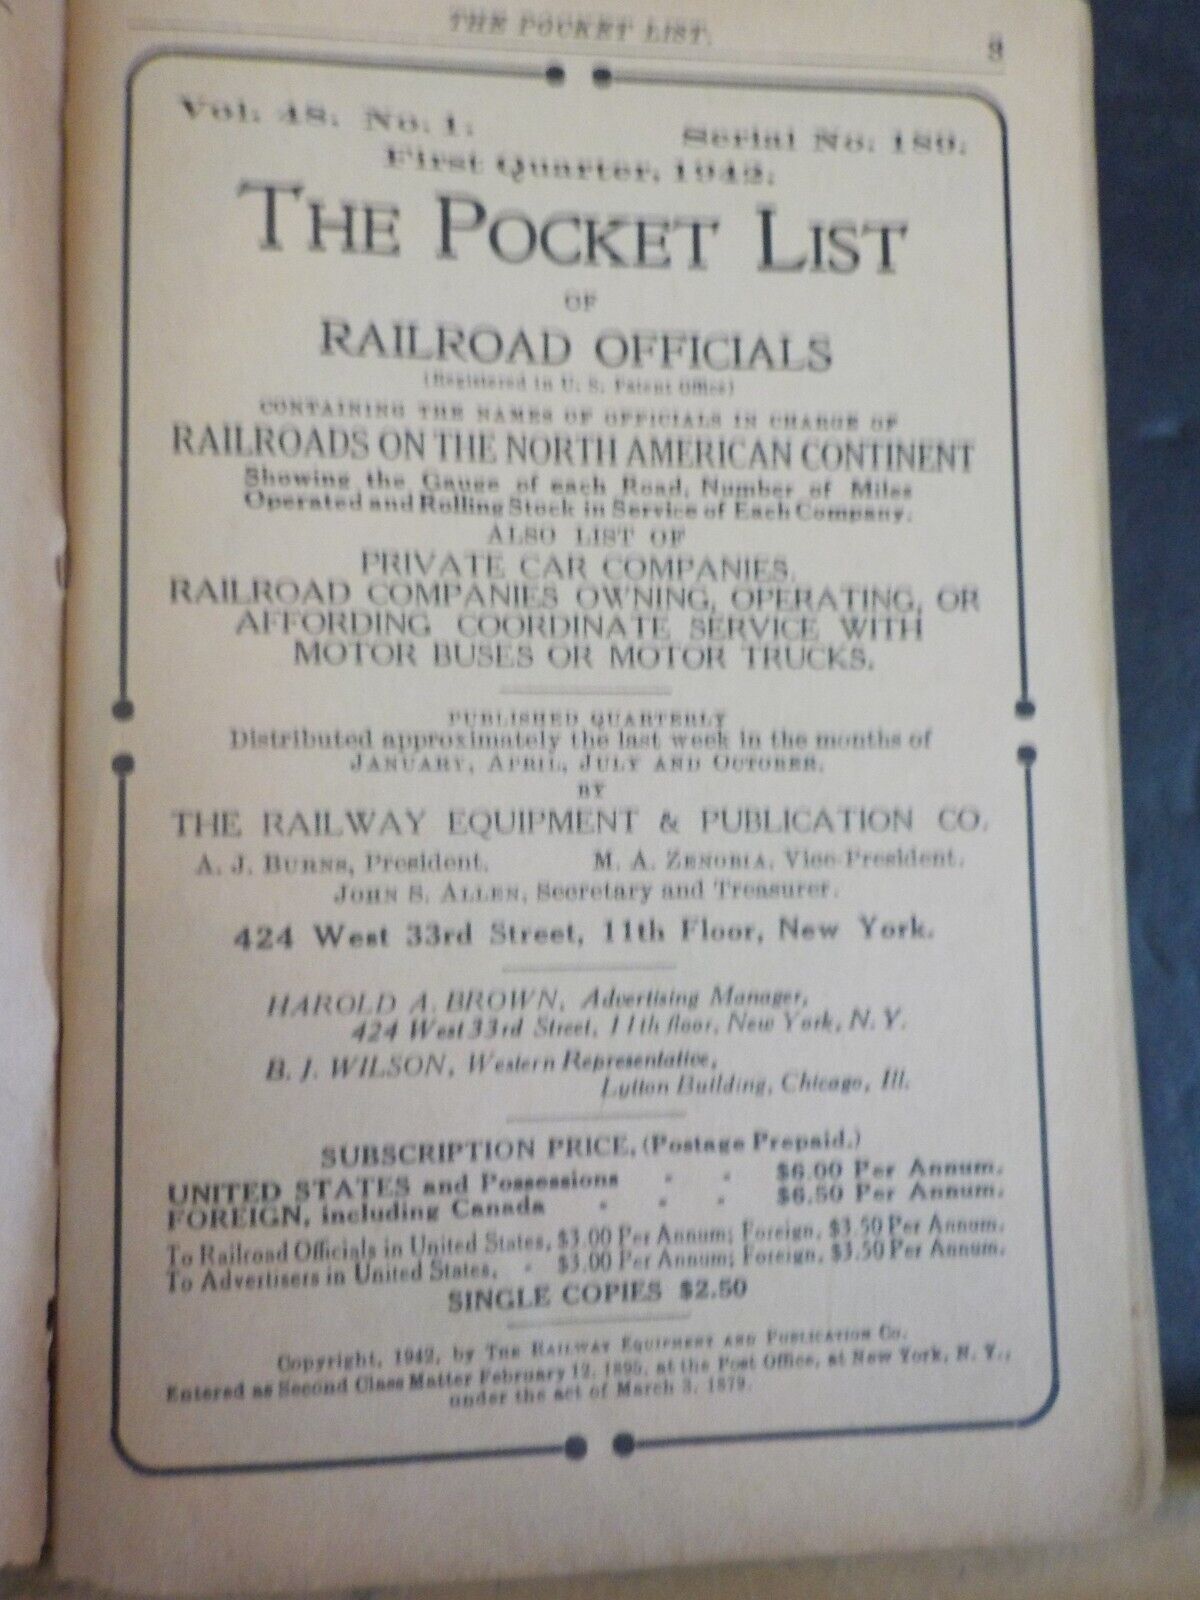 THE POCKET LIST.
3
Vol. 48. No. 1. Serial No. 189.
First Quarter, 1942.
THE POCKET LIST
OF
RAILROAD OFFICIALS
(Registered in U. S. Patent Office)
CONTAINING THE NAMES OF OFFICIALS IN CHARGE OF
RAILROADS ON THE NORTH AMERICAN CONTINENT
Showing the Gauge of each Road, Number of Miles
Operated and Rolling Stock in Service of Each Company.
ALSO LIST OF
PRIVATE CAR COMPANIES.
RAILROAD COMPANIES OWNING, OPERATING, OR
AFFORDING COORDINATE SERVICE WITH
MOTOR BUSES OR MOTOR TRUCKS.
PUBLISHED QUARTERLY
Distributed approximately the last week in the months of
JANUARY, APRIL, JULY AND OCTOBER.
BY
THE RAILWAY EQUIPMENT & PUBLICATION CO.
A. J. BURNS, President. M. A. ZENOBIA, Vice-President.
JOHN S. ALLEN, Secretary and Treasurer.
424 West 33rd Street, 11th Floor, New York.
HAROLD A. BROWN, Advertising Manager,
424 West 33rd Street, 11th floor, New York, N. Y.
B. J. WILSON, Western Representative,
Lytton Building, Chicago, Ill.
SUBSCRIPTION PRICE, (Postage Prepaid.)
UNITED STATES and Possessions - - $6.00 Per Annum.
FOREIGN, including Canada - - - $6.50 Per Annum.
To Railroad Officials in United States, $3.00 Per Annum; Foreign, $3.50 Per Annum.
To Advertisers in United States, - $3.00 Per Annum; Foreign, $3.50 Per Annum.
SINGLE COPIES $2.50
Copyright, 1942, by THE RAILWAY EQUIPMENT AND PUBLICATION CO.
Entered as Second Class Matter February 12, 1895, at the Post Office, at New York, N. Y.,
under the act of March 3, 1879.